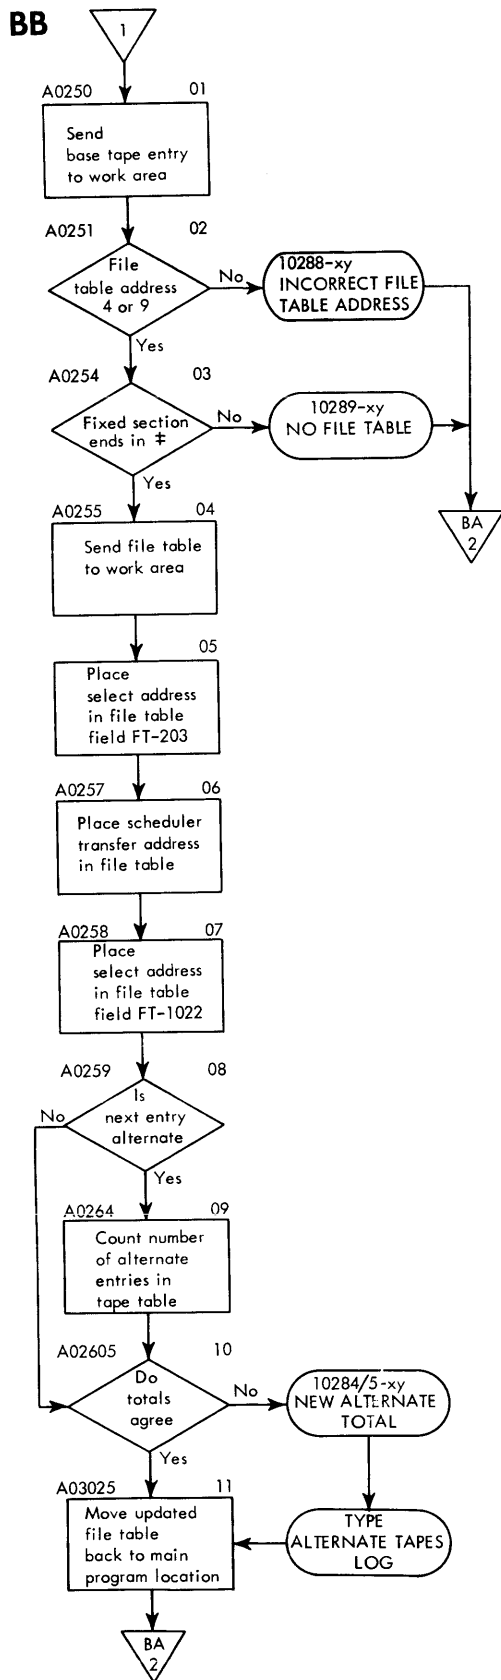 BB
1
A0250 01
Send
base tape entry
to work area
A0251 02
File
table address
4 or 9
No
10288-xy
INCORRECT FILE
TABLE ADDRESS
Yes
A0254 03
Fixed section
ends in ‡
No
10289-xy
NO FILE TABLE
Yes
BA
2
A0255 04
Send file table
to work area
05
Place
select address
in file table
field FT-203
A0257 06
Place scheduler
transfer address
in file table
A0258 07
Place
select address
in file table
field FT-1022
A0259 08
Is
next entry
alternate
No
Yes
A0264 09
Count number
of alternate
entries in
tape table
A02605 10
Do
totals
agree
No
10284/5-xy
NEW ALTERNATE
TOTAL
Yes
A03025 11
Move updated
file table
back to main
program location
TYPE
ALTERNATE TAPES
LOG
BA
2